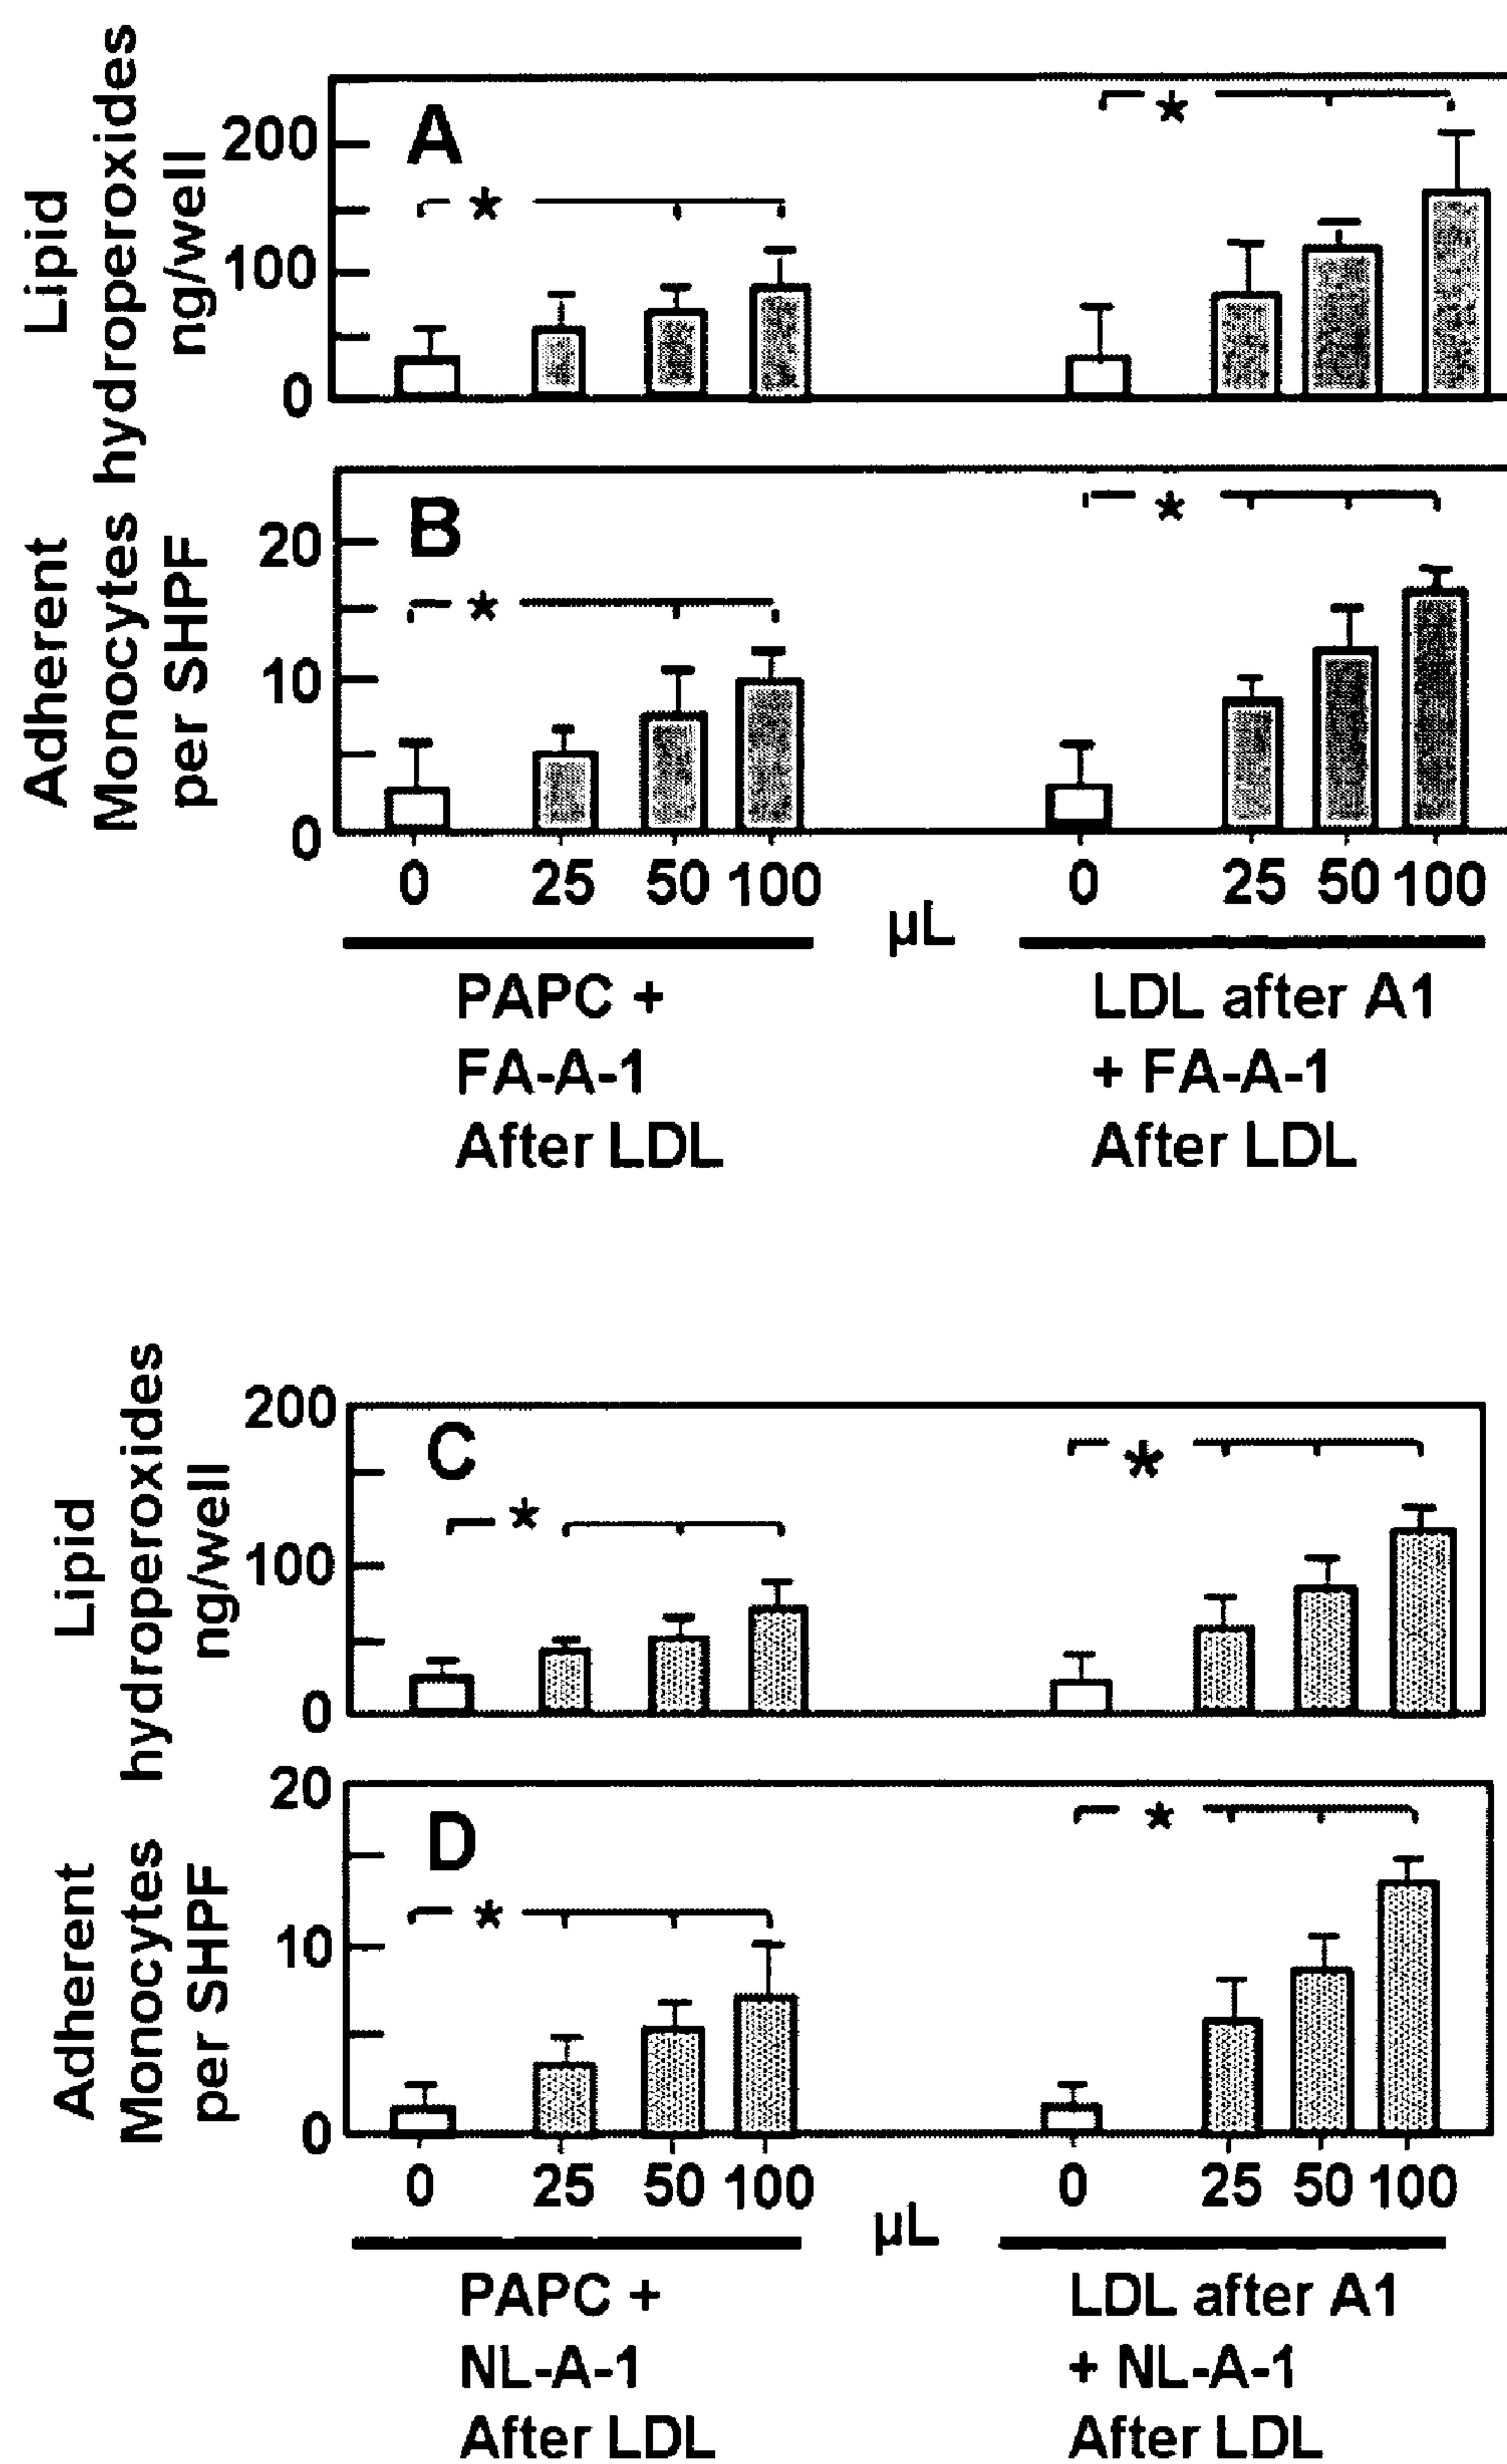 Lipid
hydroperoxides
ng/well
200
100
0
A
*
*
Adherent
Monocytes
per SHPF
20
10
0
B
*
*
0 25 50 100 µL 0 25 50 100
PAPC +
FA-A-1
After LDL
LDL after A1
+ FA-A-1
After LDL
Lipid
hydroperoxides
ng/well
200
100
0
C
*
*
Adherent
Monocytes
per SHPF
20
10
0
D
*
*
0 25 50 100 µL 0 25 50 100
PAPC +
NL-A-1
After LDL
LDL after A1
+ NL-A-1
After LDL